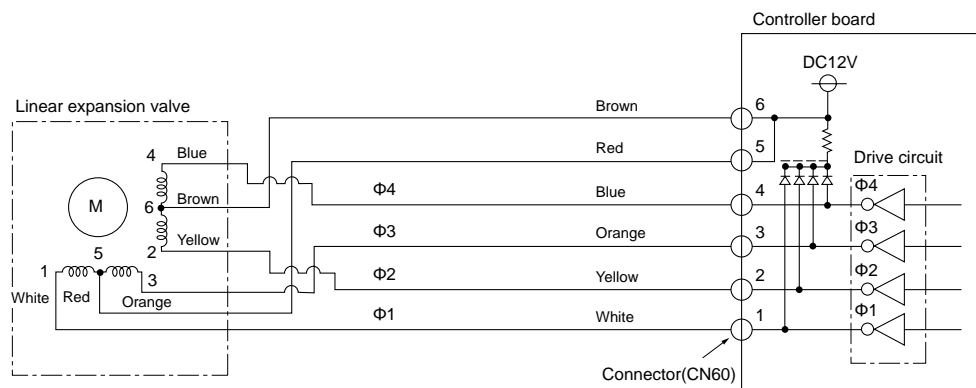 Controller board
DC12V
Linear expansion valve
Brown
6
Red
5
Drive circuit
4
Blue
Φ4
Blue
4
Φ4
M
6
Brown
Φ3
Orange
3
Φ3
2
Yellow
5
Φ2
Yellow
2
Φ2
1
3
White
Red
Orange
Φ1
White
1
Φ1
Connector(CN60)